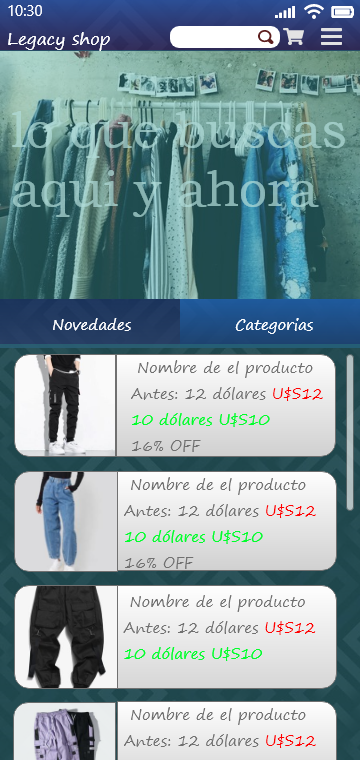 10:30
Legacy shop
lo que buscas
aqui y ahora
Novedades Categorias
Nombre de el producto
Antes: 12 dólares U$S12
10 dólares U$S10
16% OFF
Nombre de el producto
Antes: 12 dólares U$S12
10 dólares U$S10
16% OFF
Nombre de el producto
Antes: 12 dólares U$S12
10 dólares U$S10
Nombre de el producto
Antes: 12 dólares U$S12